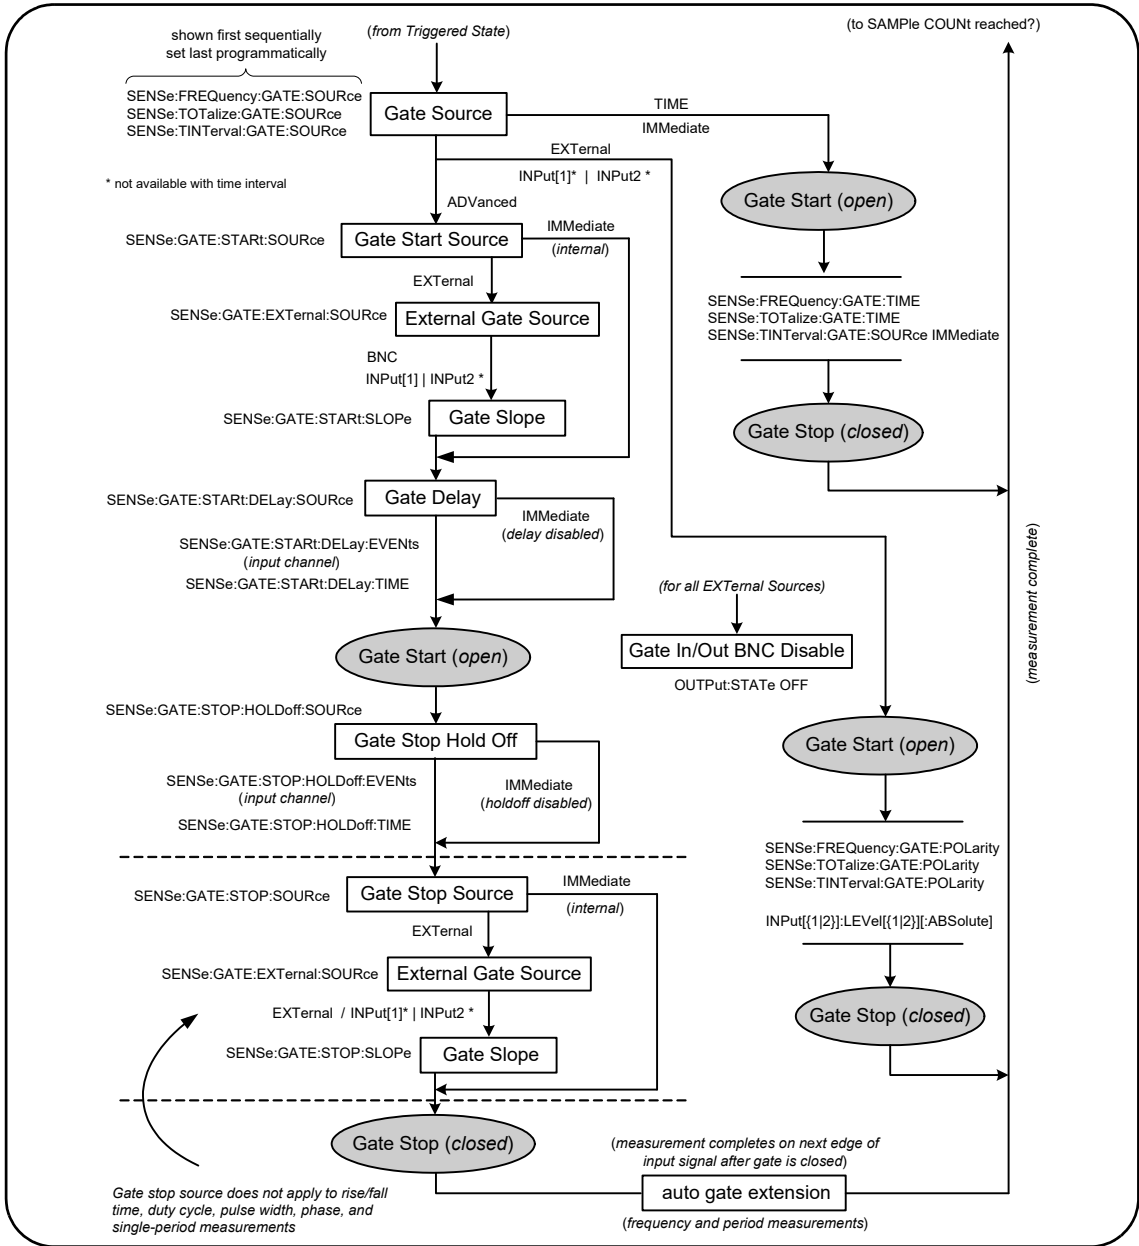 shown first sequentially
set last programmatically
(from Triggered State)
(to SAMPle COUNt reached?)
SENSe:FREQuency:GATE:SOURce
SENSe:TOTalize:GATE:SOURce
SENSe:TINTerval:GATE:SOURce
Gate Source
TIME
IMMediate
EXTernal
INPut[1]* | INPut2 *
* not available with time interval
ADVanced
Gate Start (open)
SENSe:GATE:STARt:SOURce
Gate Start Source
IMMediate
(internal)
EXTernal
SENSe:GATE:EXTernal:SOURce
External Gate Source
SENSe:FREQuency:GATE:TIME
SENSe:TOTalize:GATE:TIME
SENSe:TINTerval:GATE:SOURce IMMediate
BNC
INPut[1] | INPut2 *
SENSe:GATE:STARt:SLOPe
Gate Slope
Gate Stop (closed)
SENSe:GATE:STARt:DELay:SOURce
Gate Delay
IMMediate
(delay disabled)
SENSe:GATE:STARt:DELay:EVENts
(input channel)
SENSe:GATE:STARt:DELay:TIME
(for all EXTernal Sources)
Gate In/Out BNC Disable
OUTPut:STATe OFF
(measurement complete)
Gate Start (open)
SENSe:GATE:STOP:HOLDoff:SOURce
Gate Stop Hold Off
SENSe:GATE:STOP:HOLDoff:EVENts
(input channel)
SENSe:GATE:STOP:HOLDoff:TIME
IMMediate
(holdoff disabled)
Gate Start (open)
SENSe:FREQuency:GATE:POLarity
SENSe:TOTalize:GATE:POLarity
SENSe:TINTerval:GATE:POLarity
INPut[{1|2}]:LEVel[{1|2}][:ABSolute]
SENSe:GATE:STOP:SOURce
Gate Stop Source
IMMediate
(internal)
EXTernal
SENSe:GATE:EXTernal:SOURce
External Gate Source
EXTernal / INPut[1]* | INPut2 *
SENSe:GATE:STOP:SLOPe
Gate Slope
Gate Stop (closed)
Gate Stop (closed)
(measurement completes on next edge of
input signal after gate is closed)
auto gate extension
(frequency and period measurements)
Gate stop source does not apply to rise/fall
time, duty cycle, pulse width, phase, and
single-period measurements